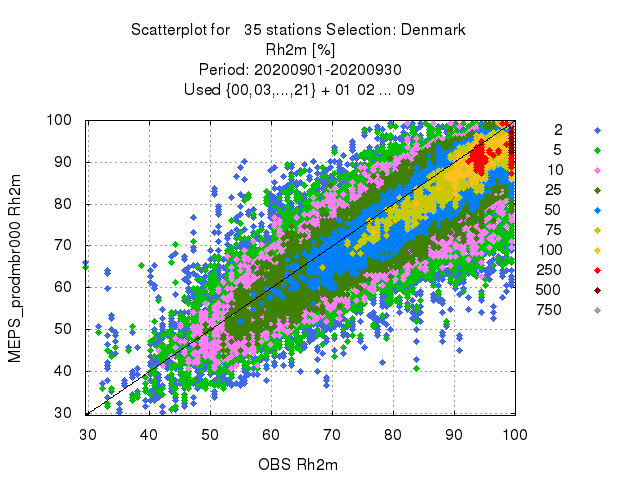 Scatterplot for   35 stations Selection: Denmark
Rh2m [%]
Period: 20200901-20200930
Used {00,03,...,21} + 01 02 ... 09
MEPS_prodmbr000 Rh2m
100
90
80
70
60
50
40
30
30 40 50 60 70 80 90 100
OBS Rh2m
2
5
10
25
50
75
100
250
500
750